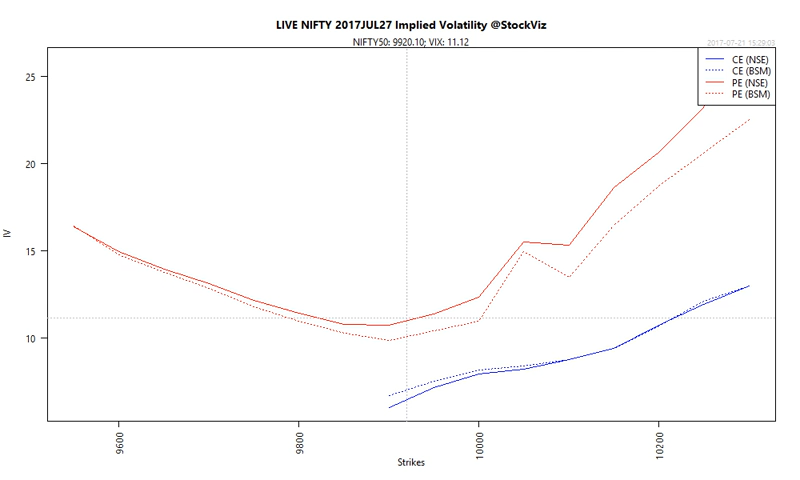 LIVE NIFTY 2017JUL27 Implied Volatility @StockViz
NIFTY50: 9920.10; VIX: 11.12
2017-07-21 15:29:03
CE (NSE)
CE (BSM)
PE (NSE)
PE (BSM)
25
20
15
10
IV
9600
9800
10000
10200
Strikes